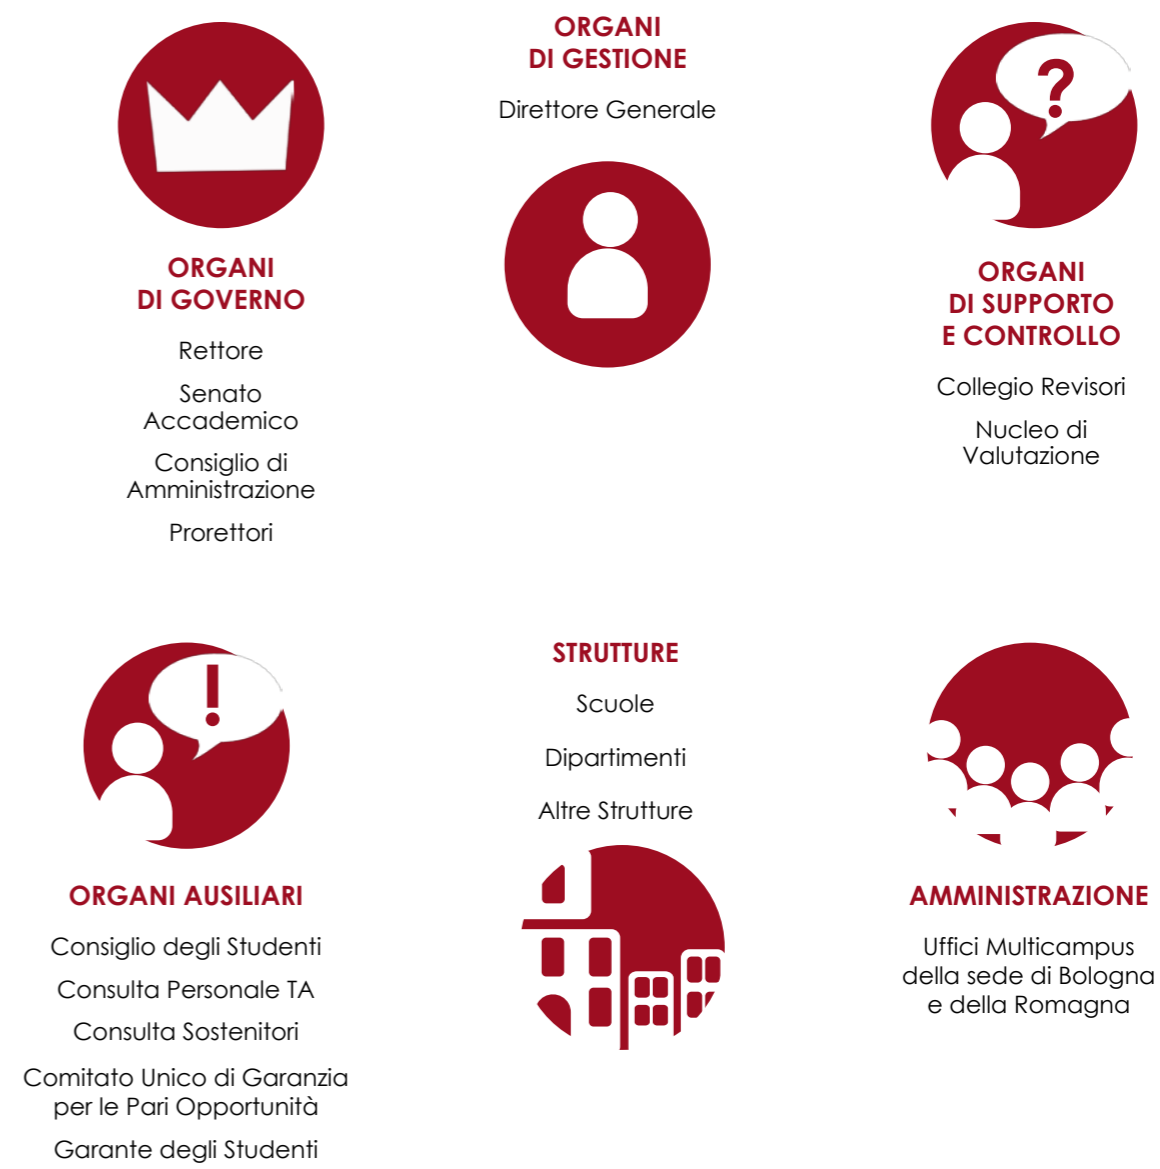 ORGANI
DI GOVERNO
Rettore
Senato
Accademico
Consiglio di
Amministrazione
Prorettori
ORGANI
DI GESTIONE
Direttore Generale
?
ORGANI
DI SUPPORTO
E CONTROLLO
Collegio Revisori
Nucleo di
Valutazione
!
ORGANI AUSILIARI
Consiglio degli Studenti
Consulta Personale TA
Consulta Sostenitori
Comitato Unico di Garanzia
per le Pari Opportunità
Garante degli Studenti
STRUTTURE
Scuole
Dipartimenti
Altre Strutture
AMMINISTRAZIONE
Uffici Multicampus
della sede di Bologna
e della Romagna